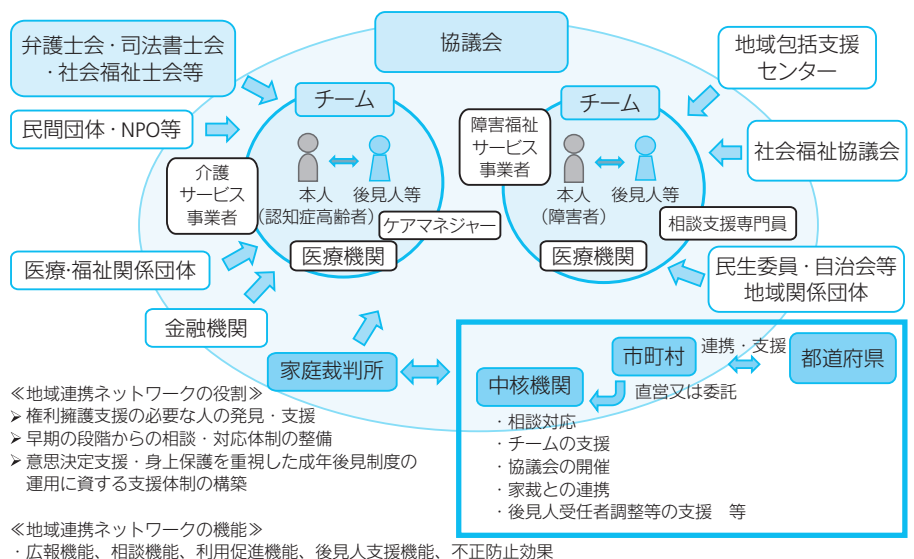 協議会
弁護士会・司法書士会
・社会福祉士会等
民間団体・NPO等
チーム
介護
サービス
事業者
本人
(認知症高齢者)
後見人等
ケアマネジャー
医療機関
チーム
障害福祉
サービス
事業者
本人
(障害者)
後見人等
相談支援専門員
医療機関
地域包括支援
センター
社会福祉協議会
民生委員・自治会等
地域関係団体
医療・福祉関係団体
金融機関
家庭裁判所
中核機関
市町村
連携・支援
都道府県
直営又は委託
・相談対応
・チームの支援
・協議会の開催
・家裁との連携
・後見人受任者調整等の支援　等
≪地域連携ネットワークの役割≫
➢ 権利擁護支援の必要な人の発見・支援
➢ 早期の段階からの相談・対応体制の整備
➢ 意思決定支援・身上保護を重視した成年後見制度の
運用に資する支援体制の構築
≪地域連携ネットワークの機能≫
・広報機能、相談機能、利用促進機能、後見人支援機能、不正防止効果